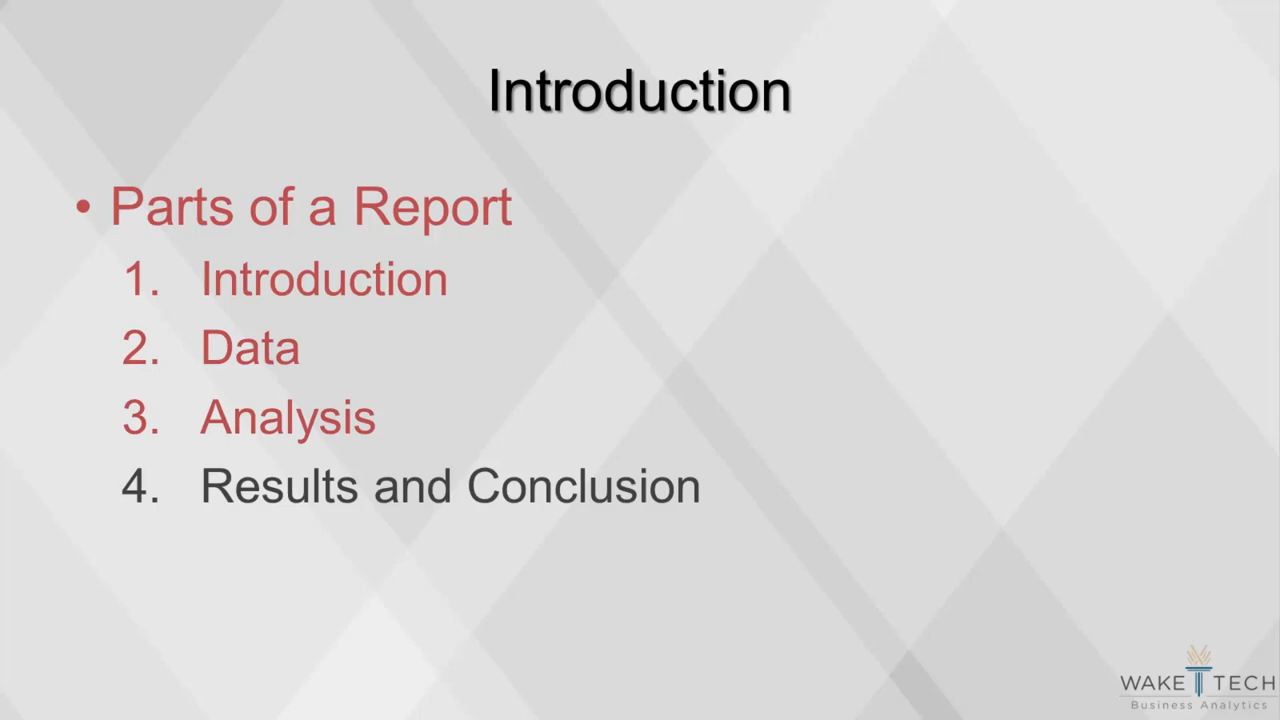 Introduction
• Parts of a Report
1. Introduction
2. Data
3. Analysis
4. Results and Conclusion
WAKE TECH
Business Analytics